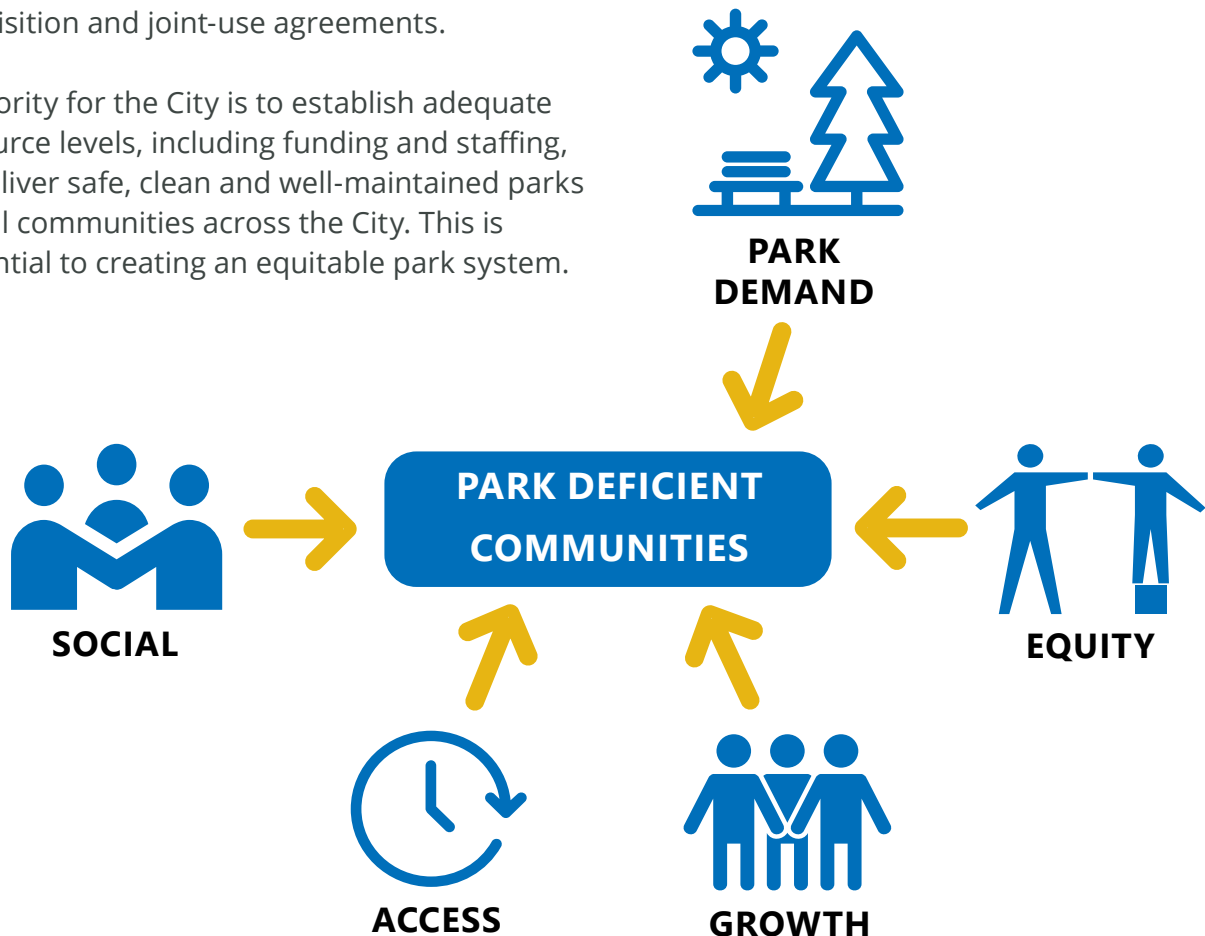 isition and joint-use agreements.
ority for the City is to establish adequate
urce levels, including funding and staffing,
liver safe, clean and well-maintained parks
l communities across the City. This is
ntial to creating an equitable park system.
PARK
DEMAND
PARK DEFICIENT
COMMUNITIES
SOCIAL
EQUITY
ACCESS
GROWTH